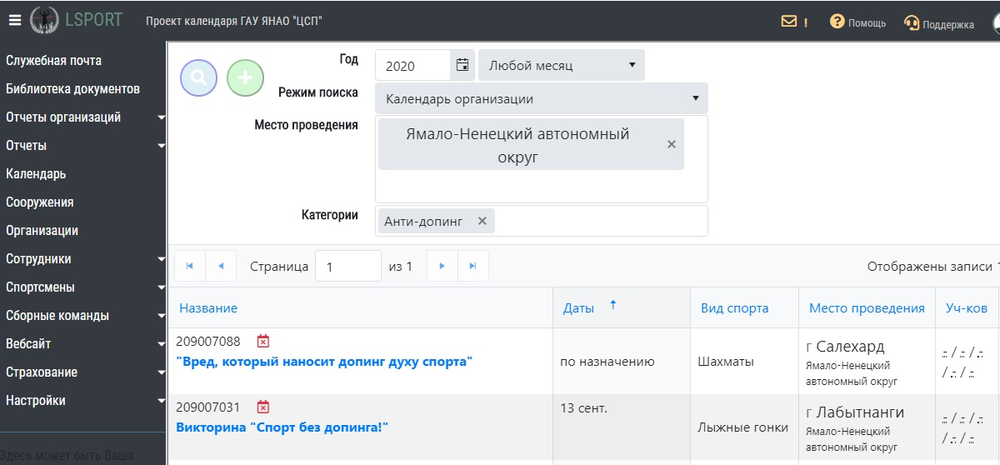 LSPORT
Проект календаря ГАУ ЯНАО "ЦСП"
!
Помощь
Поддержка
Служебная почта
Библиотека документов
Отчеты организаций
Отчеты
Календарь
Сооружения
Организации
Сотрудники
Спортсмены
Сборные команды
Вебсайт
Страхование
Настройки
Здесь может быть Ваша
Год
2020
Любой месяц
Режим поиска
Календарь организации
Место проведения
Ямало-Ненецкий автономный
округ
Категории
Анти-допинг
Страница 1 из 1
Отображены записи 1
Название Даты Вид спорта Место проведения Уч-ков
209007088
"Вред, который наносит допинг духу спорта"
по назначению
Шахматы
г Салехард
Ямало-Ненецкий
автономный округ
- / - / -
/ - / -
209007031
Викторина "Спорт без допинга!"
13 сент.
Лыжные гонки
г Лабытнанги
Ямало-Ненецкий
автономный округ
- / - / -
/ - / -